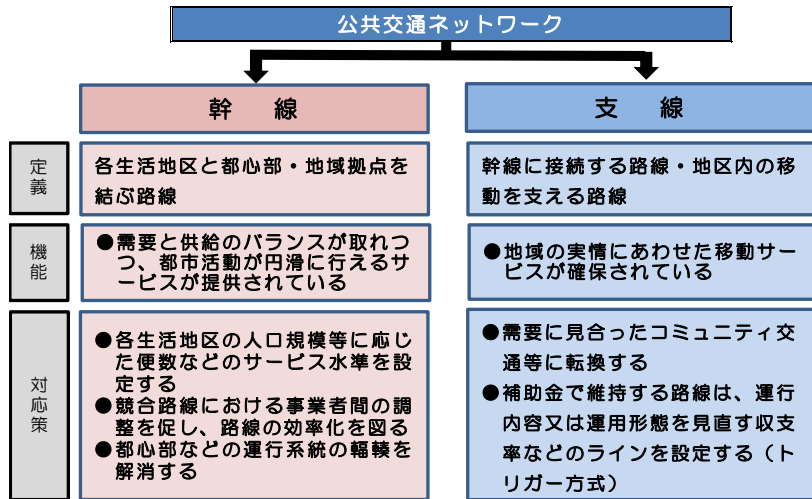 公共交通ネットワーク
幹　線
支　線
定義
各生活地区と都心部・地域拠点を
結ぶ路線
幹線に接続する路線・地区内の移
動を支える路線
機能
●需要と供給のバランスが取れつ
つ、都市活動が円滑に行えるサ
ービスが提供されている
●地域の実情にあわせた移動サー
ビスが確保されている
対応策
●各生活地区の人口規模等に応じ
た便数などのサービス水準を設
定する
●競合路線における事業者間の調
整を促し、路線の効率化を図る
●都心部などの運行系統の輻輳を
解消する
●需要に見合ったコミュニティ交
通等に転換する
●補助金で維持する路線は、運行
内容又は運用形態を見直す収支
率などのラインを設定する（ト
リガー方式）